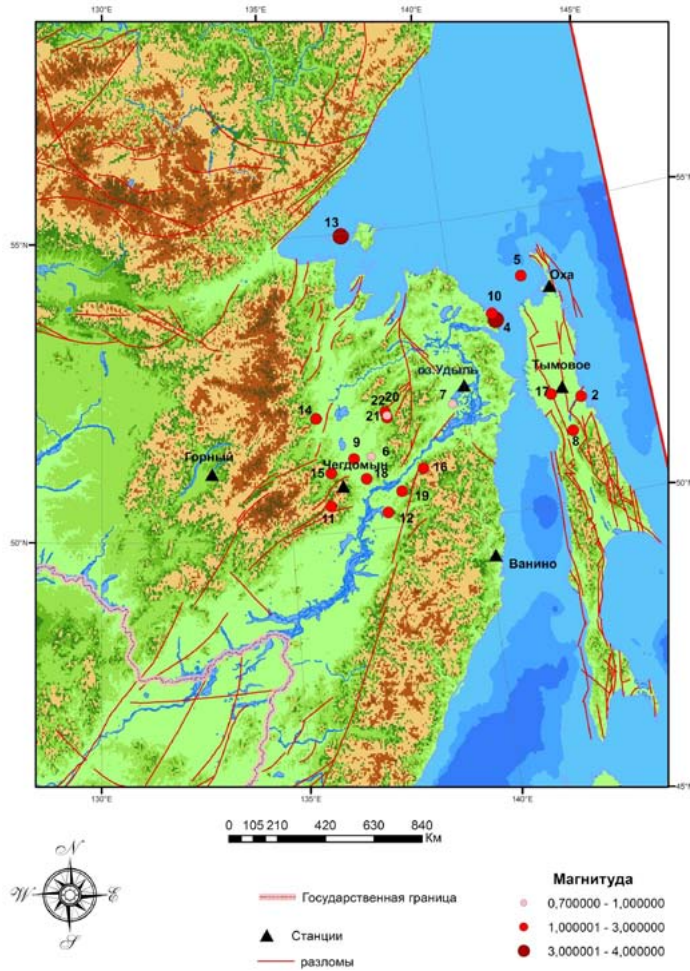 135°E
140°E
145°E
55°N
55°N
13
5
Оха
10
4
оз.Удыль
Тымовое
7
17
2
22 20
21
14
8
9
6
Горный
Чегдомын
15
18
16
19
11
12
50°N
50°N
Ванино
45°N
130°E
135°E
140°E
0 105 210 420 630 840
Км
N
W E
S
Государственная граница
Станции
разломы
Магнитуда
0,700000 - 1,000000
1,000001 - 3,000000
3,000001 - 4,000000